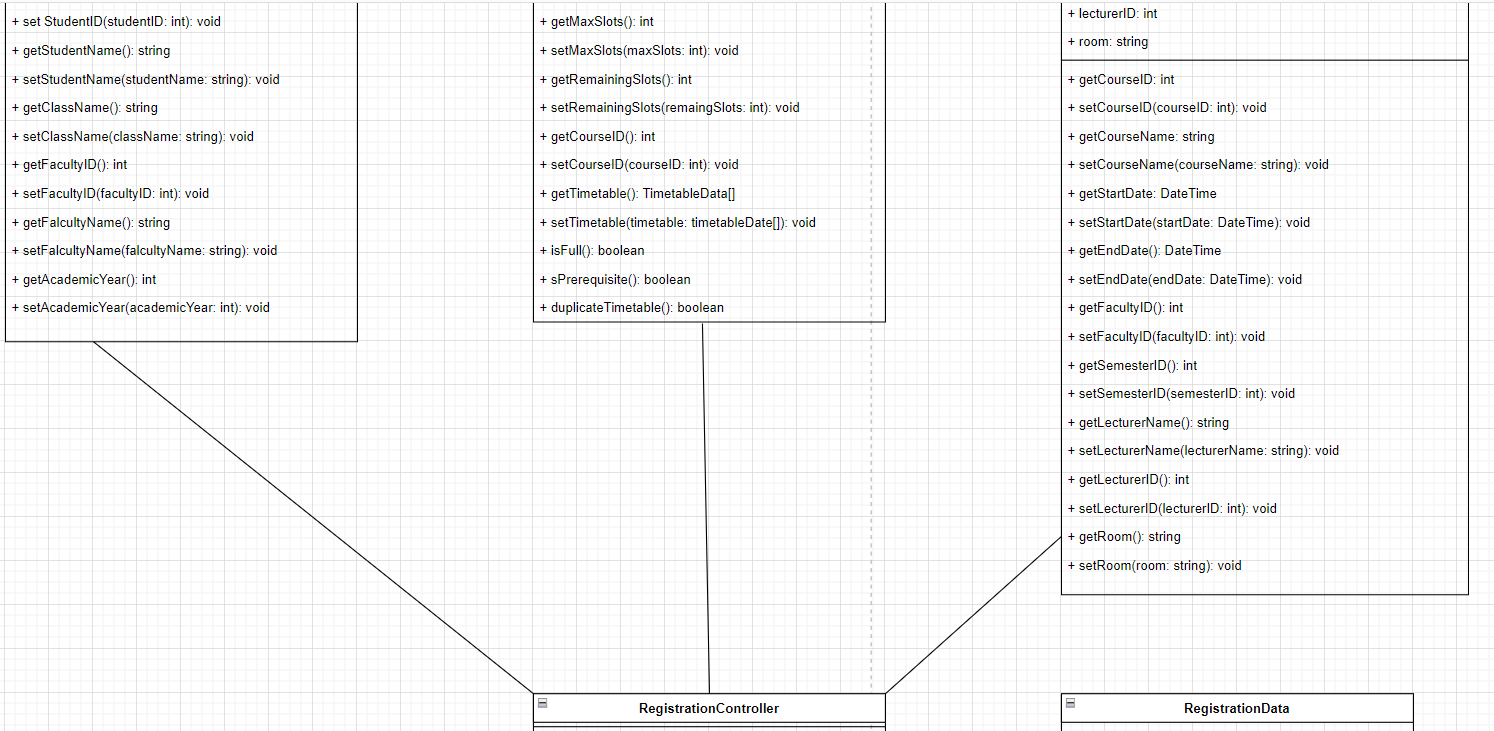 + set StudentID(studentID: int): void
+ getStudentName(): string
+ setStudentName(studentName: string): void
+ getClassName(): string
+ setClassName(className: string): void
+ getFacultyID(): int
+ setFacultyID(facultyID: int): void
+ getFalcultyName(): string
+ setFalcultyName(falcultyName: string): void
+ getAcademicYear(): int
+ setAcademicYear(academicYear: int): void
+ getMaxSlots(): int
+ setMaxSlots(maxSlots: int): void
+ getRemainingSlots(): int
+ setRemainingSlots(remaingSlots: int): void
+ getCourseID(): int
+ setCourseID(courseID: int): void
+ getTimetable(): TimetableData[]
+ setTimetable(timetable: timetableDate[]): void
+ isFull(): boolean
+ sPrerequisite(): boolean
+ duplicateTimetable(): boolean
+ lecturerID: int
+ room: string
+ getCourseID: int
+ setCourseID(courseID: int): void
+ getCourseName: string
+ setCourseName(courseName: string): void
+ getStartDate: DateTime
+ setStartDate(startDate: DateTime): void
+ getEndDate(): DateTime
+ setEndDate(endDate: DateTime): void
+ getFacultyID(): int
+ setFacultyID(facultyID: int): void
+ getSemesterID(): int
+ setSemesterID(semesterID: int): void
+ getLecturerName(): string
+ setLecturerName(lecturerName: string): void
+ getLecturerID(): int
+ setLecturerID(lecturerID: int): void
+ getRoom(): string
+ setRoom(room: string): void
RegistrationController
RegistrationData